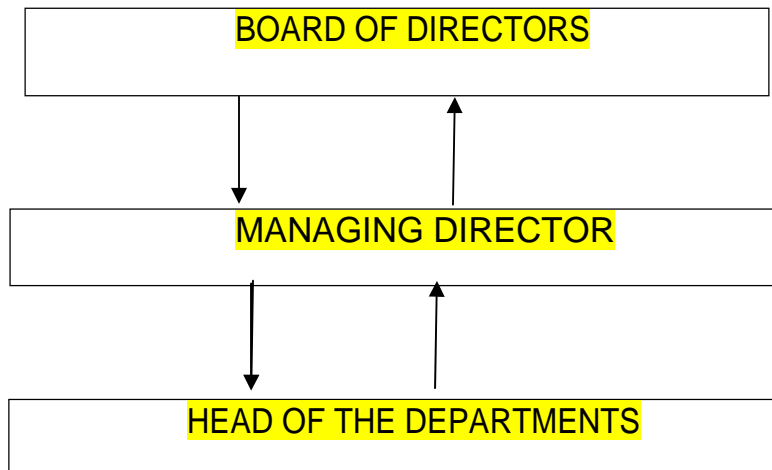 BOARD OF DIRECTORS
MANAGING DIRECTOR
HEAD OF THE DEPARTMENTS